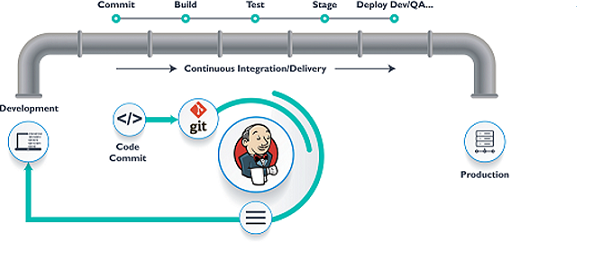 Commit Build Test Stage Deploy Dev/QA...
Continuous Integration/Delivery
Development
</>
git
Code
Commit
Production